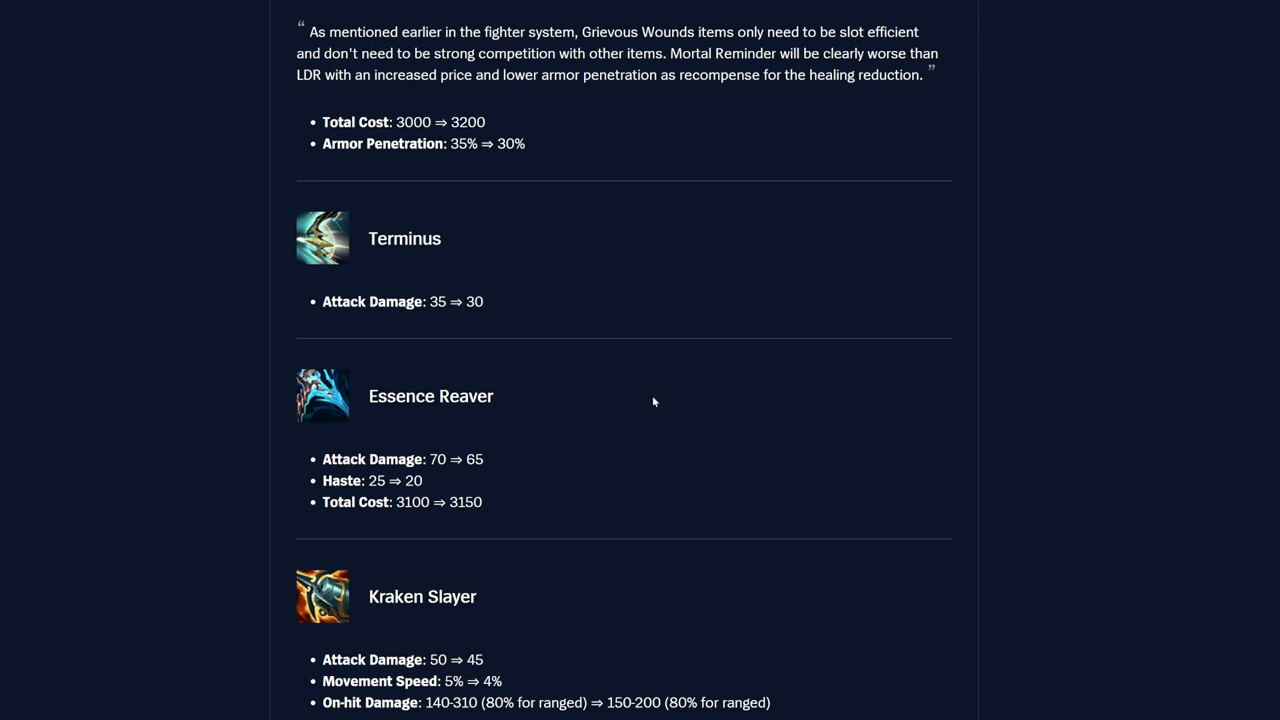 “ As mentioned earlier in the fighter system, Grievous Wounds items only need to be slot efficient
and don't need to be strong competition with other items. Mortal Reminder will be clearly worse than
LDR with an increased price and lower armor penetration as recompense for the healing reduction. ”
• Total Cost: 3000 ⇒ 3200
• Armor Penetration: 35% ⇒ 30%
Terminus
• Attack Damage: 35 ⇒ 30
Essence Reaver
• Attack Damage: 70 ⇒ 65
• Haste: 25 ⇒ 20
• Total Cost: 3100 ⇒ 3150
Kraken Slayer
• Attack Damage: 50 ⇒ 45
• Movement Speed: 5% ⇒ 4%
• On-hit Damage: 140-310 (80% for ranged) ⇒ 150-200 (80% for ranged)